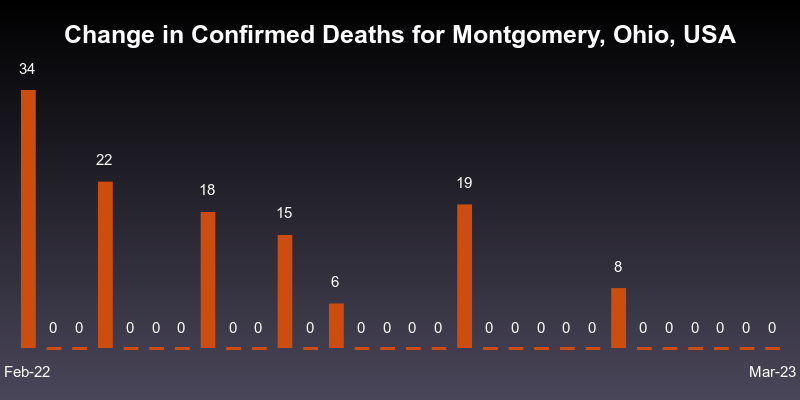 Change in Confirmed Deaths for Montgomery, Ohio, USA
34
22
19
18
15
8
6
0 0 0 0 0 0 0 0 0 0 0 0 0 0 0 0 0 0 0 0 0 0 0
Feb-22 Mar-23